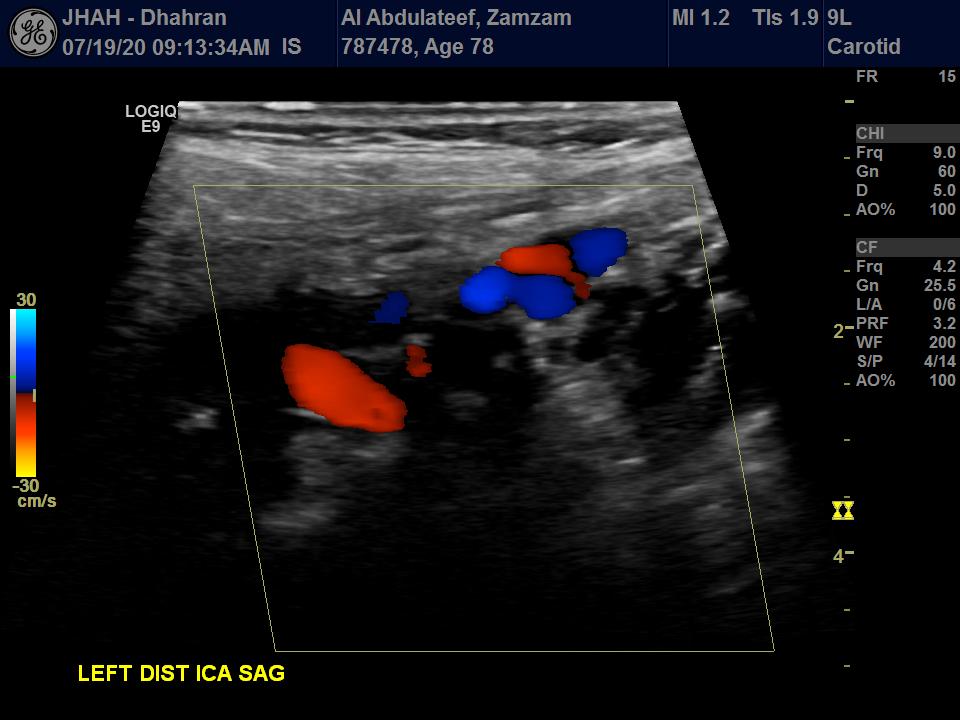 JHAH - Dhahran
07/19/20 09:13:34AM IS
Al Abdulateef, Zamzam
787478, Age 78
MI 1.2 TIs 1.9
9L
Carotid
LOGIQ
E9
FR 15
CHI
Frq 9.0
Gn 60
D 5.0
AO% 100
CF
Frq 4.2
Gn 25.5
L/A 0/6
PRF 3.2
WF 200
S/P 4/14
AO% 100
30
-30
cm/s
2
4
LEFT DIST ICA SAG